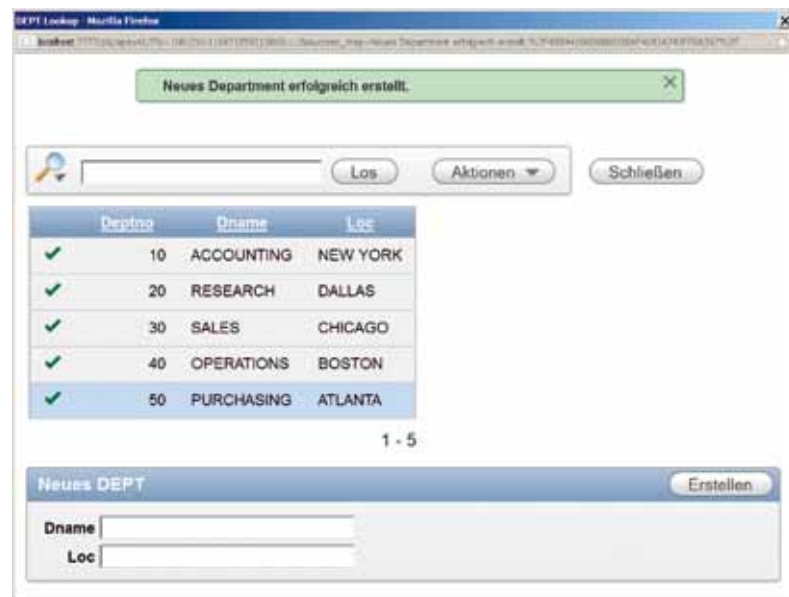 DEPT Lookup - Mozilla Firefox
localhost
Neues Department erfolgreich erstellt.
Los
Aktionen
Schließen
Deptno Dname Loc
10 ACCOUNTING NEW YORK
20 RESEARCH DALLAS
30 SALES CHICAGO
40 OPERATIONS BOSTON
50 PURCHASING ATLANTA
1 - 5
Neues DEPT
Erstellen
Dname
Loc